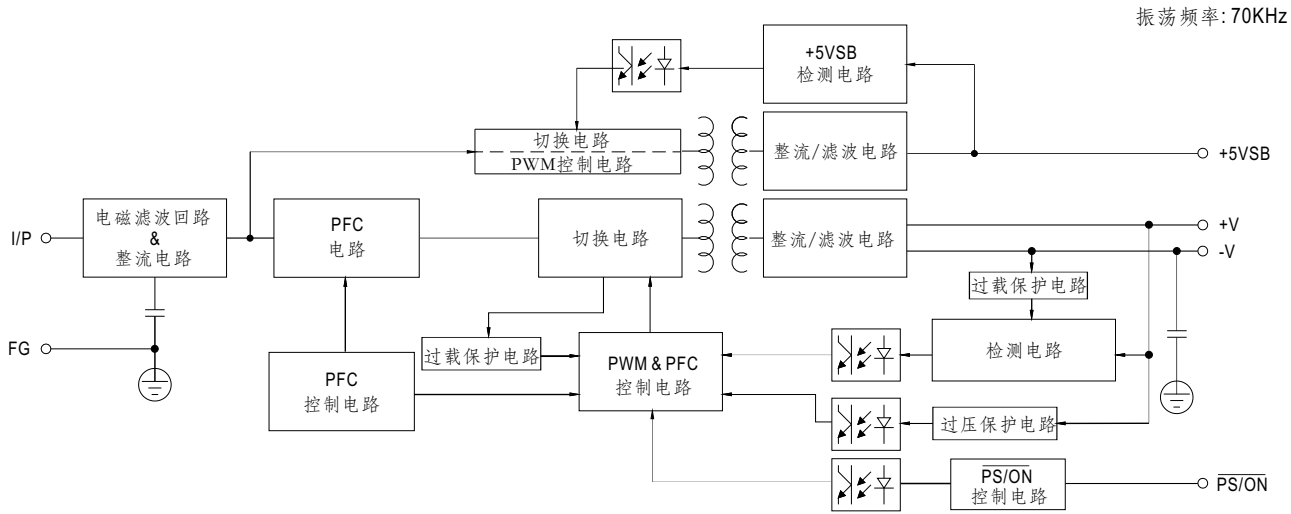 振荡频率: 70KHz
+5VSB
检测电路
切换电路
PWM控制电路
整流/滤波电路
+5VSB
I/P
电磁滤波回路
&
整流电路
PFC
电路
切换电路
整流/滤波电路
+V
-V
过载保护电路
FG
过载保护电路
PWM & PFC
控制电路
检测电路
PFC
控制电路
过压保护电路
PS/ON
控制电路
PS/ON